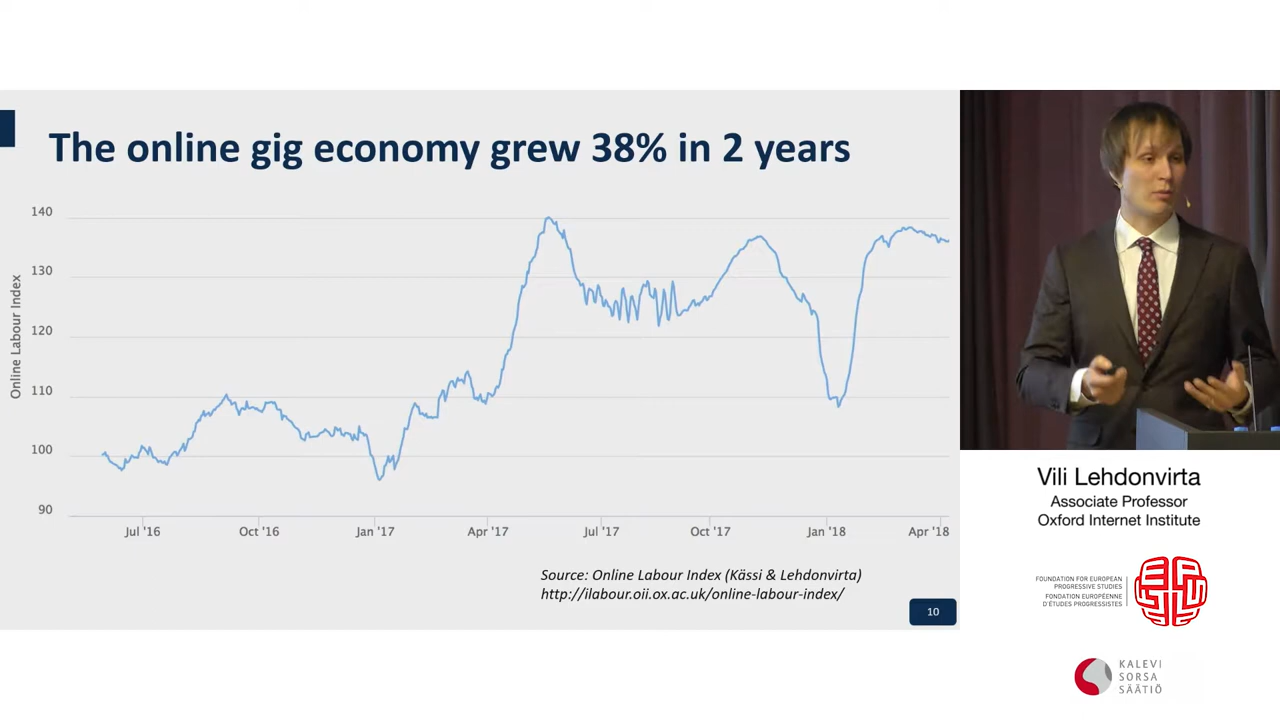 The online gig economy grew 38% in 2 years
Online Labour Index
140
130
120
110
100
90
Jul '16
Oct '16
Jan '17
Apr '17
Jul '17
Oct '17
Jan '18
Apr '18
Source: Online Labour Index (Kässi & Lehdonvirta)
http://ilabour.oii.ox.ac.uk/online-labour-index/
10
Vili Lehdonvirta
Associate Professor
Oxford Internet Institute
FOUNDATION FOR EUROPEAN
PROGRESSIVE STUDIES
FONDATION EUROPÉENNE
D'ÉTUDES PROGRESSISTES
KALEVI
SORSA
SÄÄTIÖ